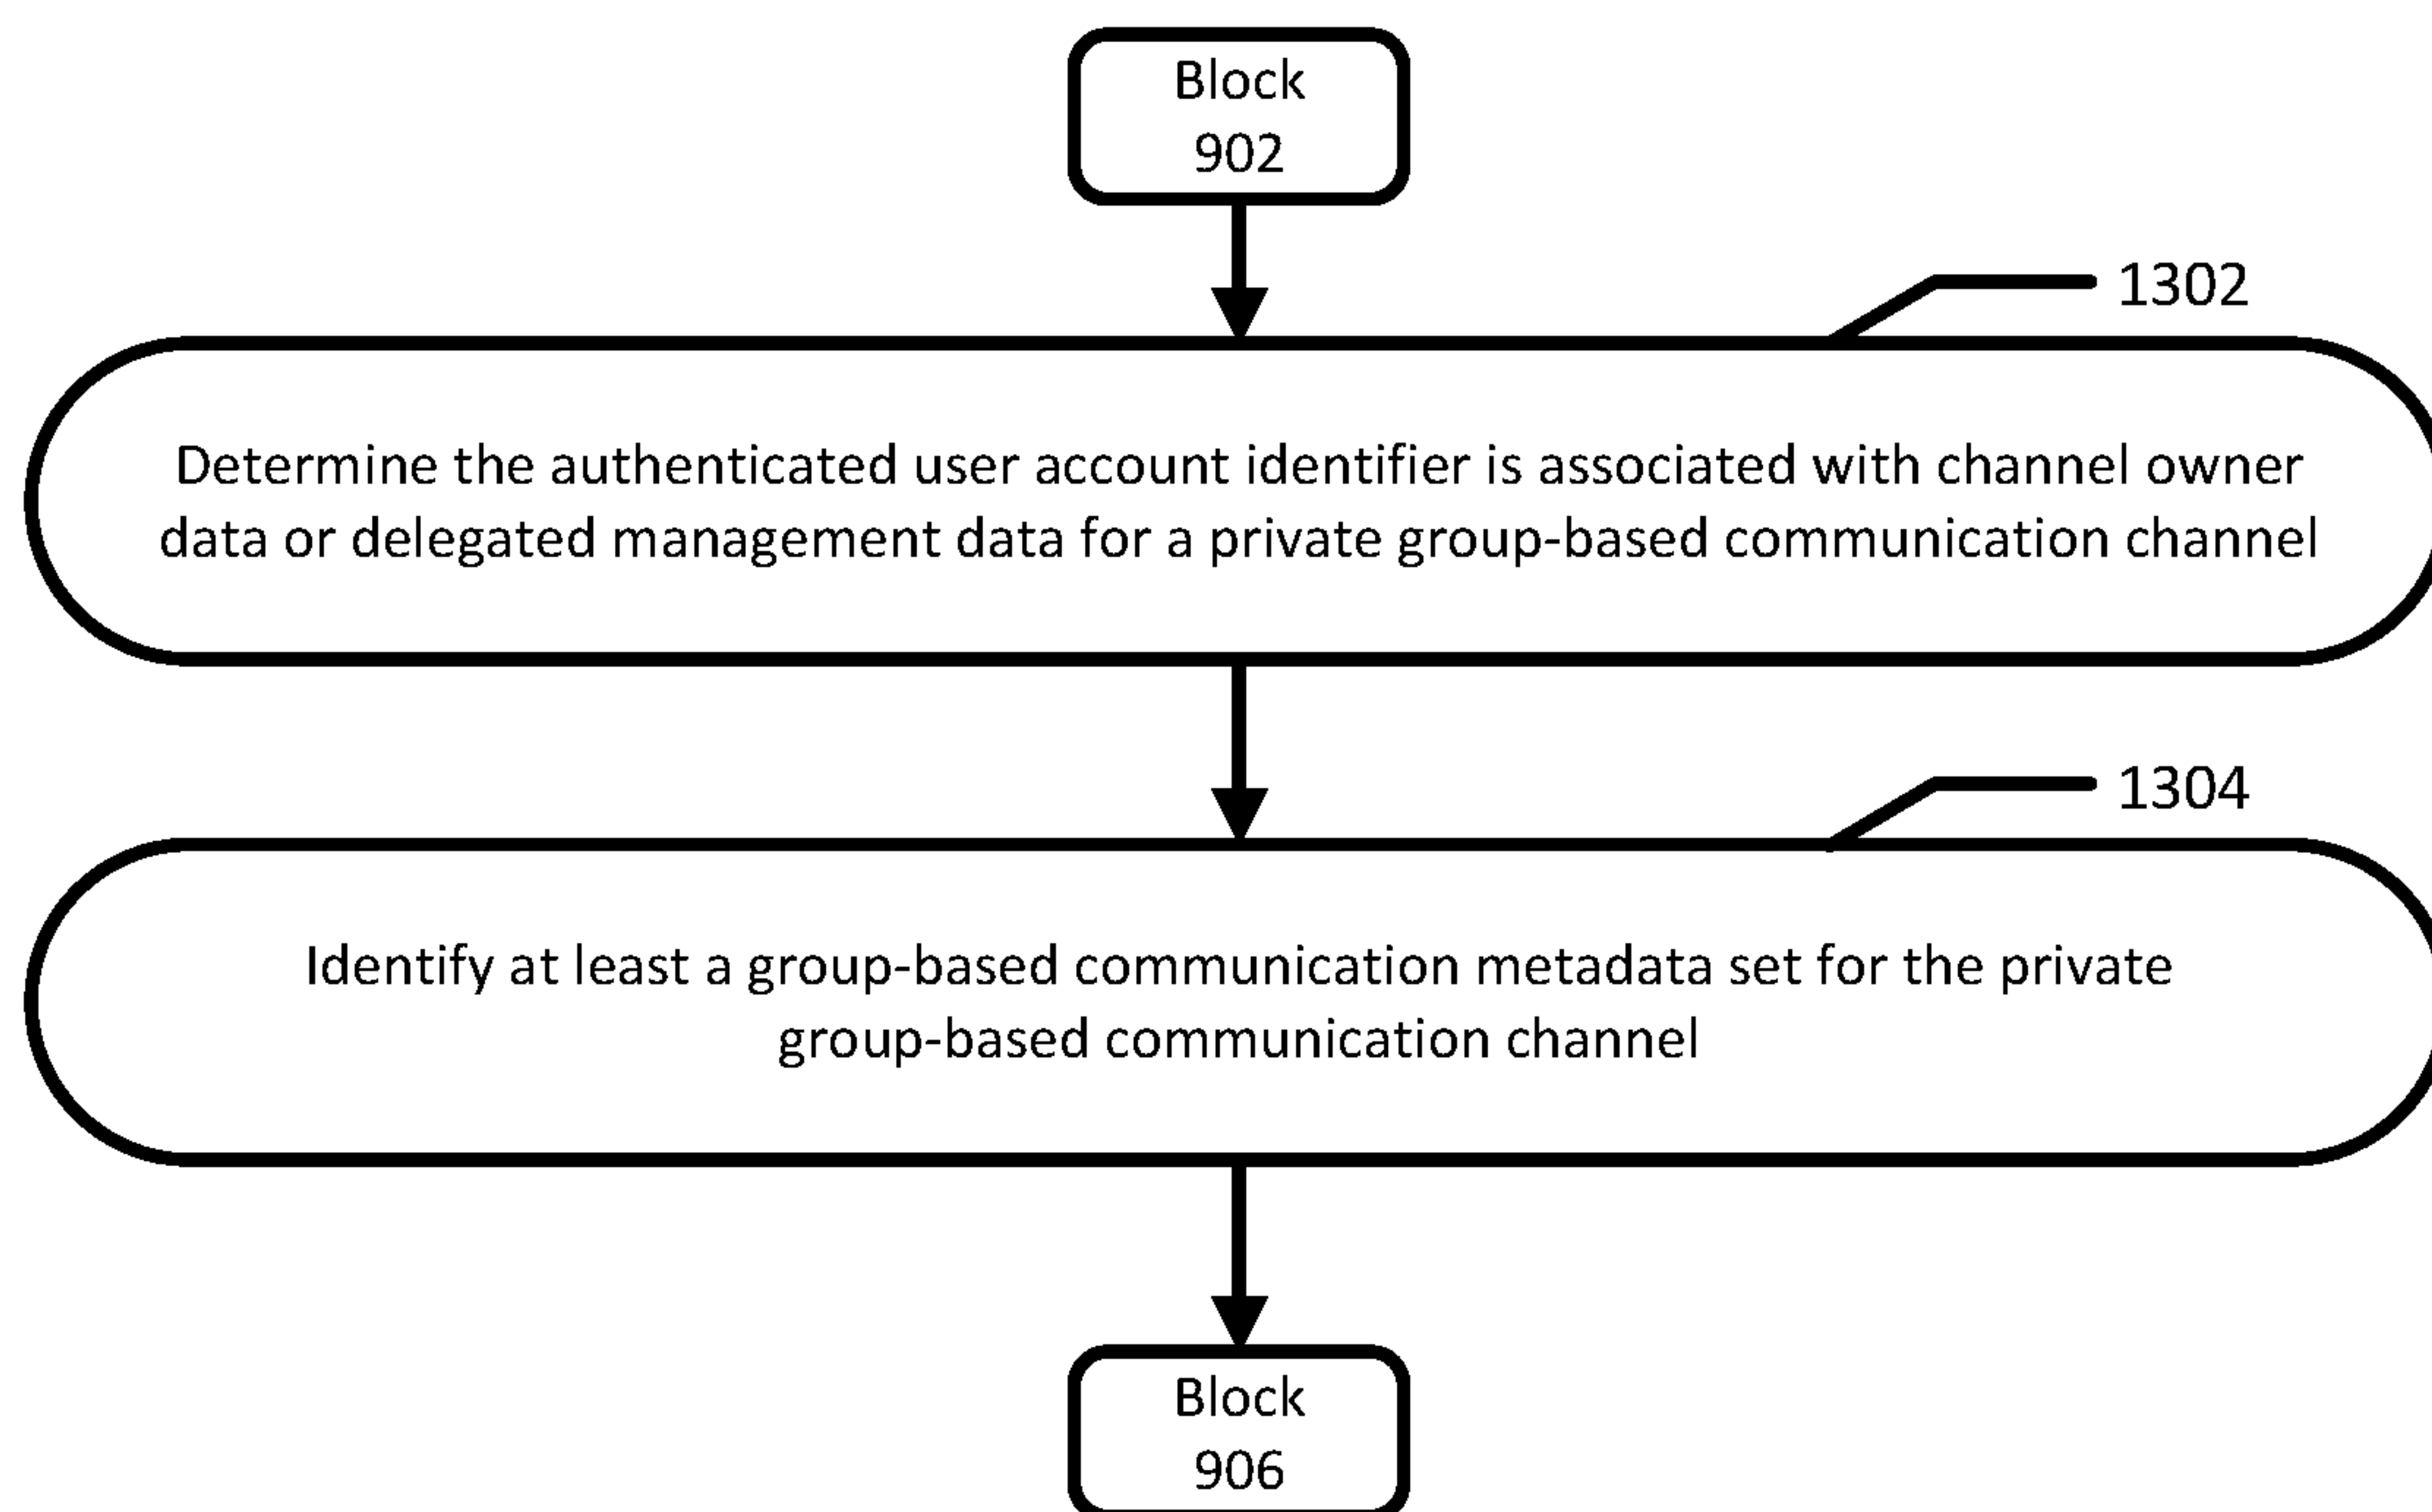 Block
902
1302
Determine the authenticated user account identifier is associated with channel owner
data or delegated management data for a private group-based communication channel
1304
Identify at least a group-based communication metadata set for the private
group-based communication channel
Block
906